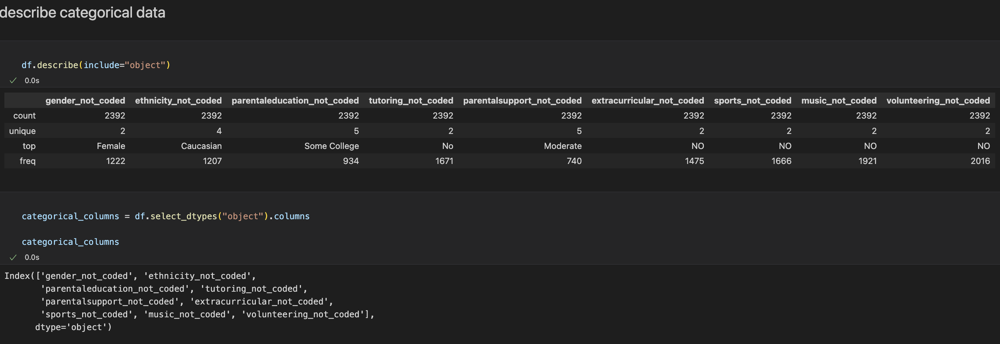 describe categorical data
df.describe(include="object")
0.0s
gender_not_coded ethnicity_not_coded parentaleducation_not_coded tutoring_not_coded parentalsupport_not_coded extracurricular_not_coded sports_not_coded music_not_coded volunteering_not_coded
count 2392 2392 2392 2392 2392 2392 2392 2392 2392
unique 2 4 5 2 5 2 2 2 2
top Female Caucasian Some College No Moderate NO NO NO NO
freq 1222 1207 934 1671 740 1475 1666 1921 2016
categorical_columns = df.select_dtypes("object").columns
categorical_columns
0.0s
Index(['gender_not_coded', 'ethnicity_not_coded',
'parentaleducation_not_coded', 'tutoring_not_coded',
'parentalsupport_not_coded', 'extracurricular_not_coded',
'sports_not_coded', 'music_not_coded', 'volunteering_not_coded'],
dtype='object')